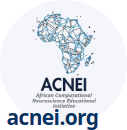 ACNEI
African Computational
Neuroscience Educational
Initiative
acnei.org